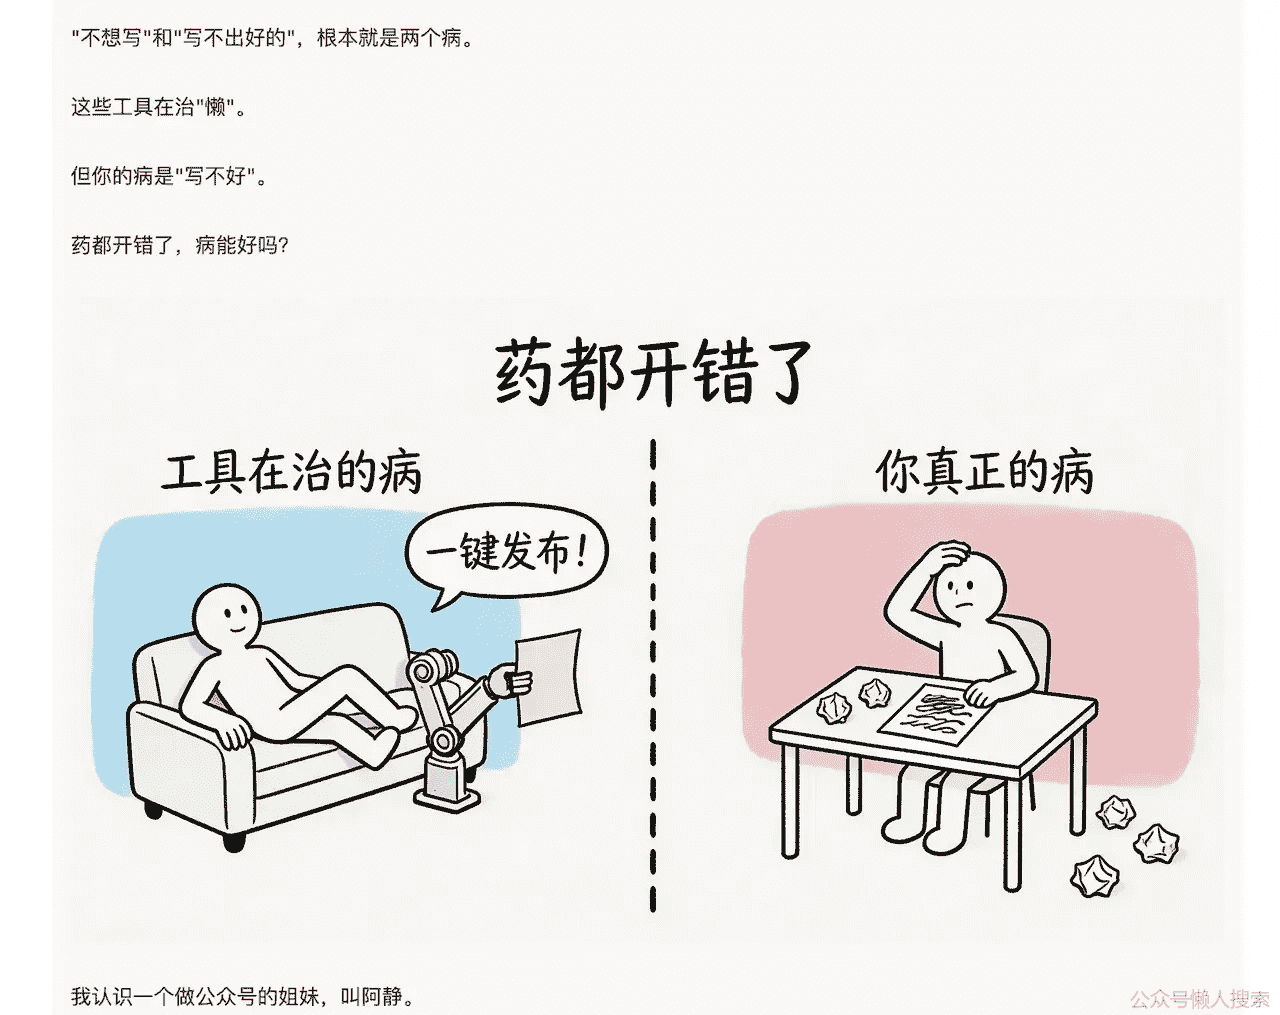 "不想写"和"写不出好的"，根本就是两个病。
这些工具在治"懒"。
但你的病是"写不好"。
药都开错了，病能好吗？
药都开错了
工具在治的病
你真正的病
一键发布！
我认识一个做公众号的姐妹，叫阿静。
公众号懒人搜索